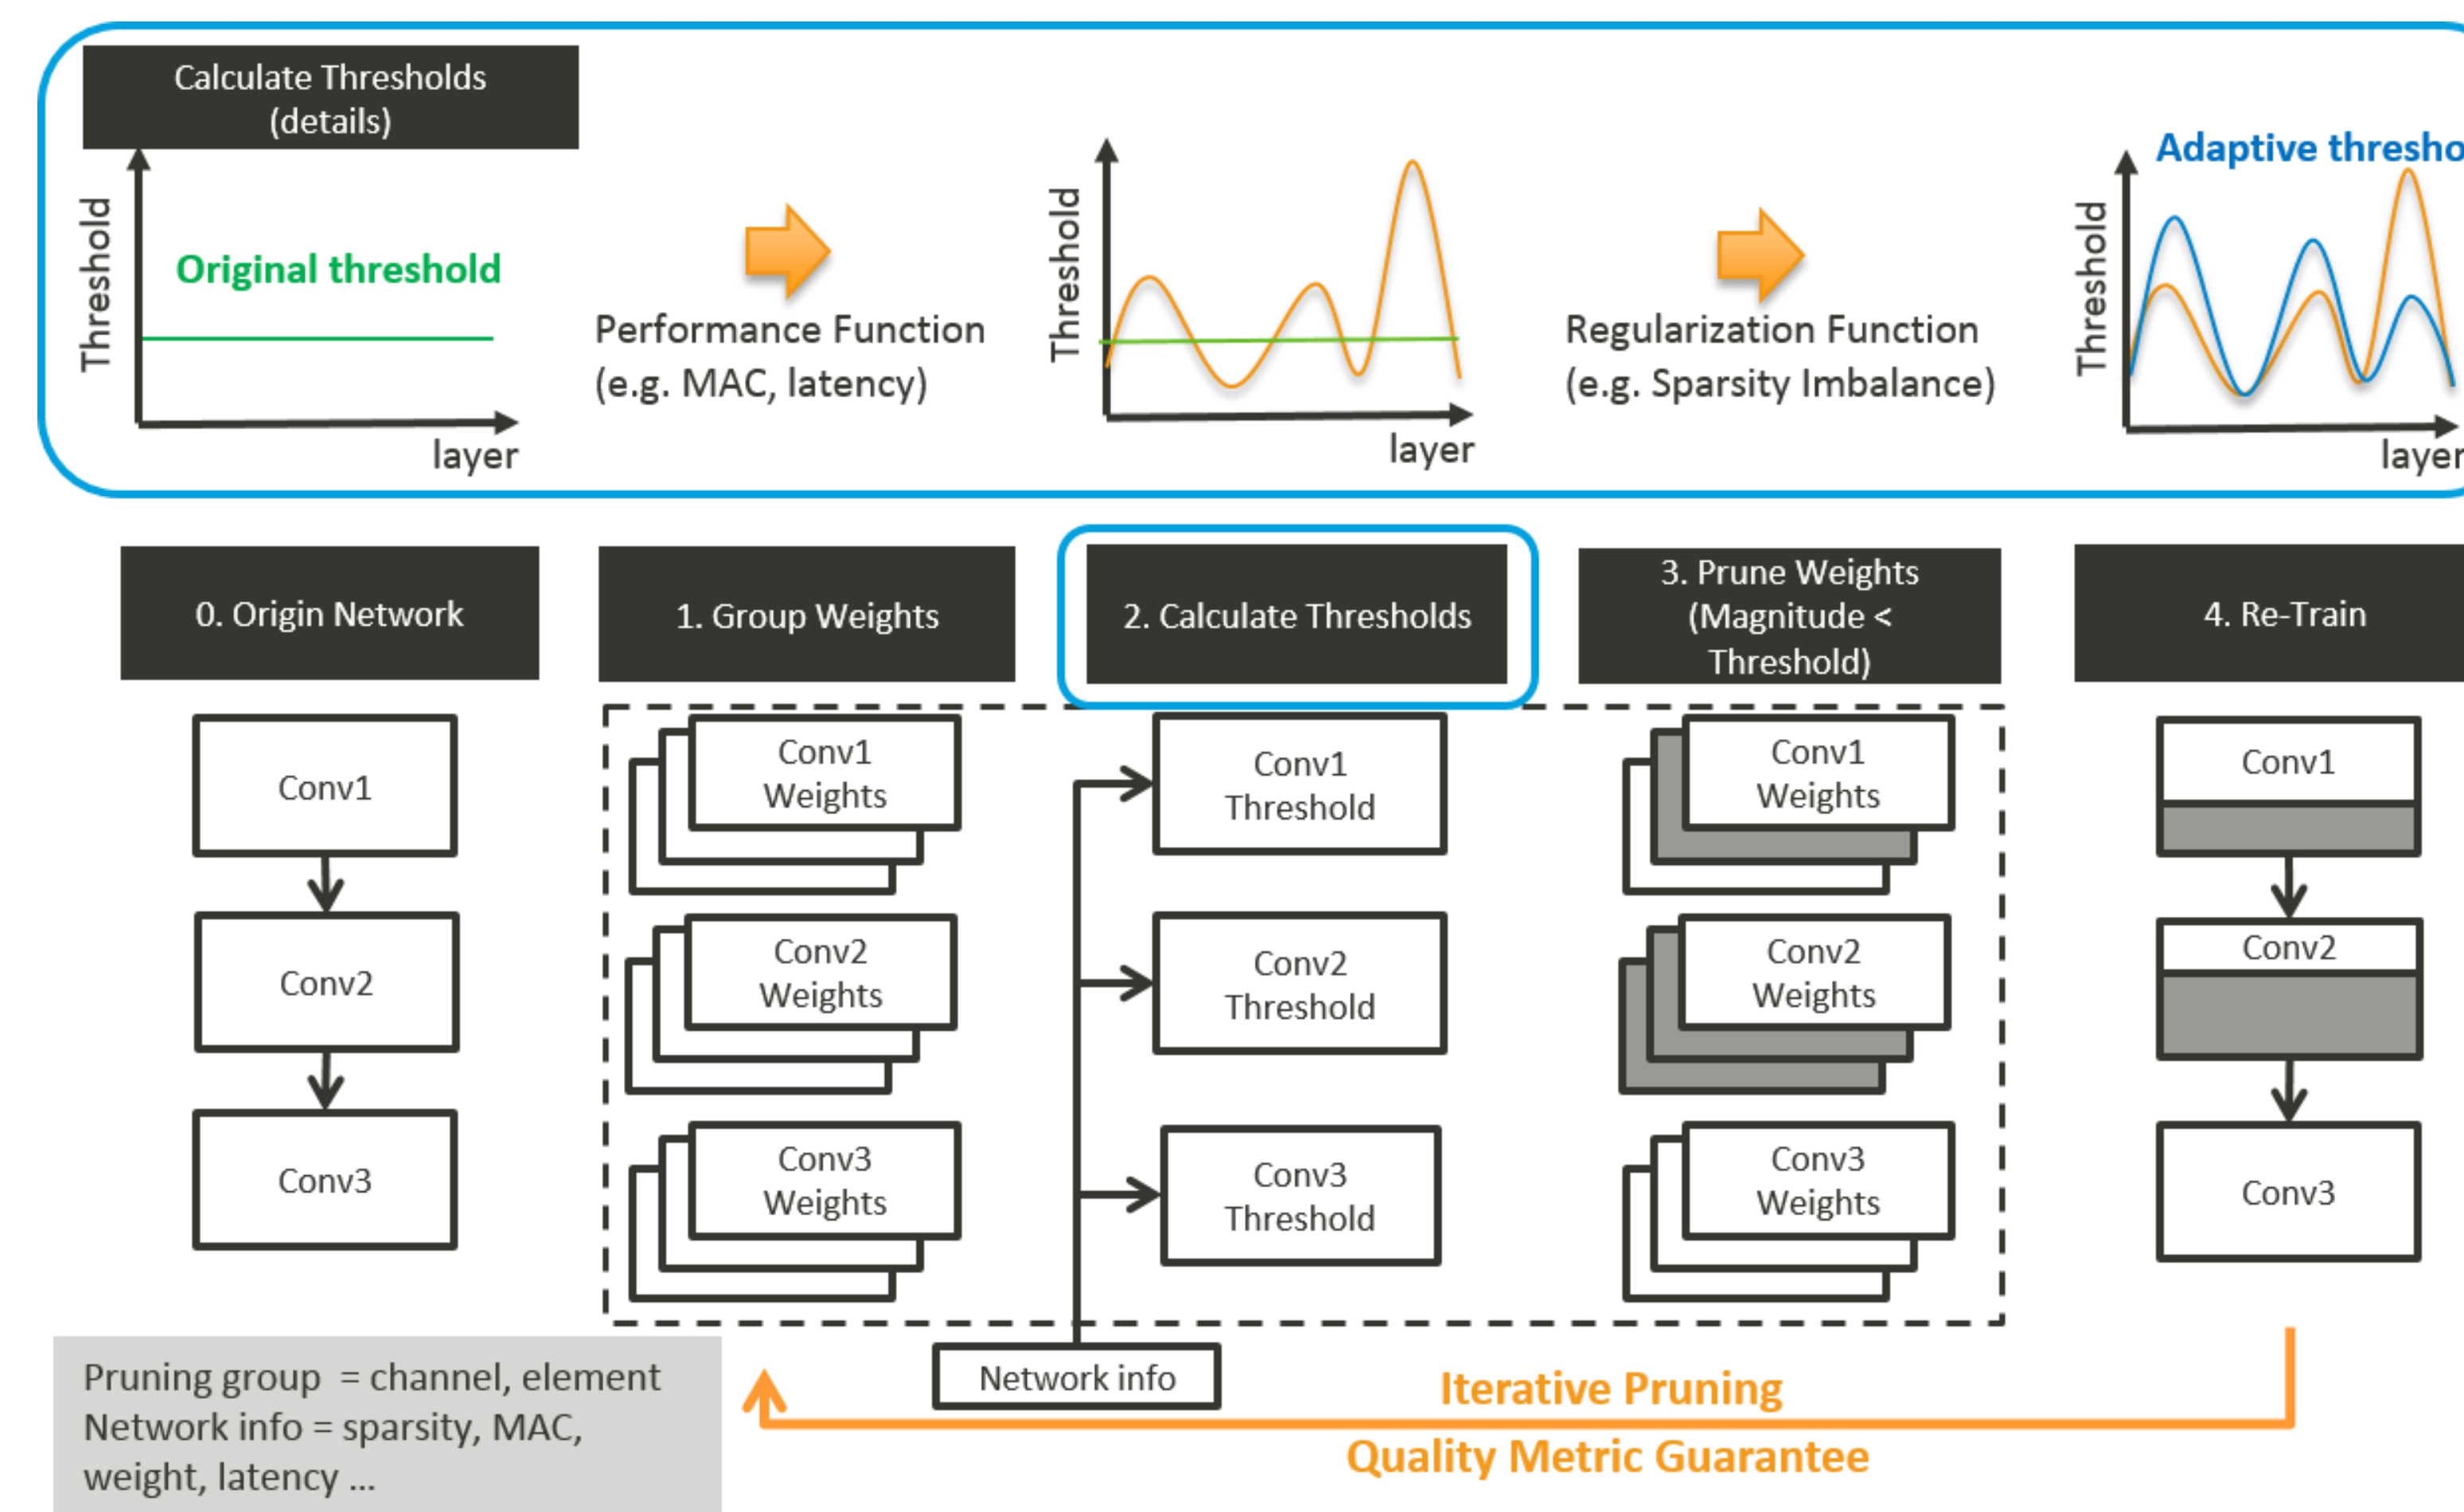 Calculate Thresholds
(details)
Threshold
Original threshold
layer
Performance Function
(e.g. MAC, latency)
Threshold
layer
Regularization Function
(e.g. Sparsity Imbalance)
Adaptive thresho
Threshold
layer
0. Origin Network
1. Group Weights
2. Calculate Thresholds
3. Prune Weights
(Magnitude <
Threshold)
4. Re-Train
Conv1
Conv2
Conv3
Conv1
Weights
Conv2
Weights
Conv3
Weights
Conv1
Threshold
Conv2
Threshold
Conv3
Threshold
Network info
Conv1
Weights
Conv2
Weights
Conv3
Weights
Conv1
Conv2
Conv3
Pruning group = channel, element
Network info = sparsity, MAC,
weight, latency ...
Iterative Pruning
Quality Metric Guarantee